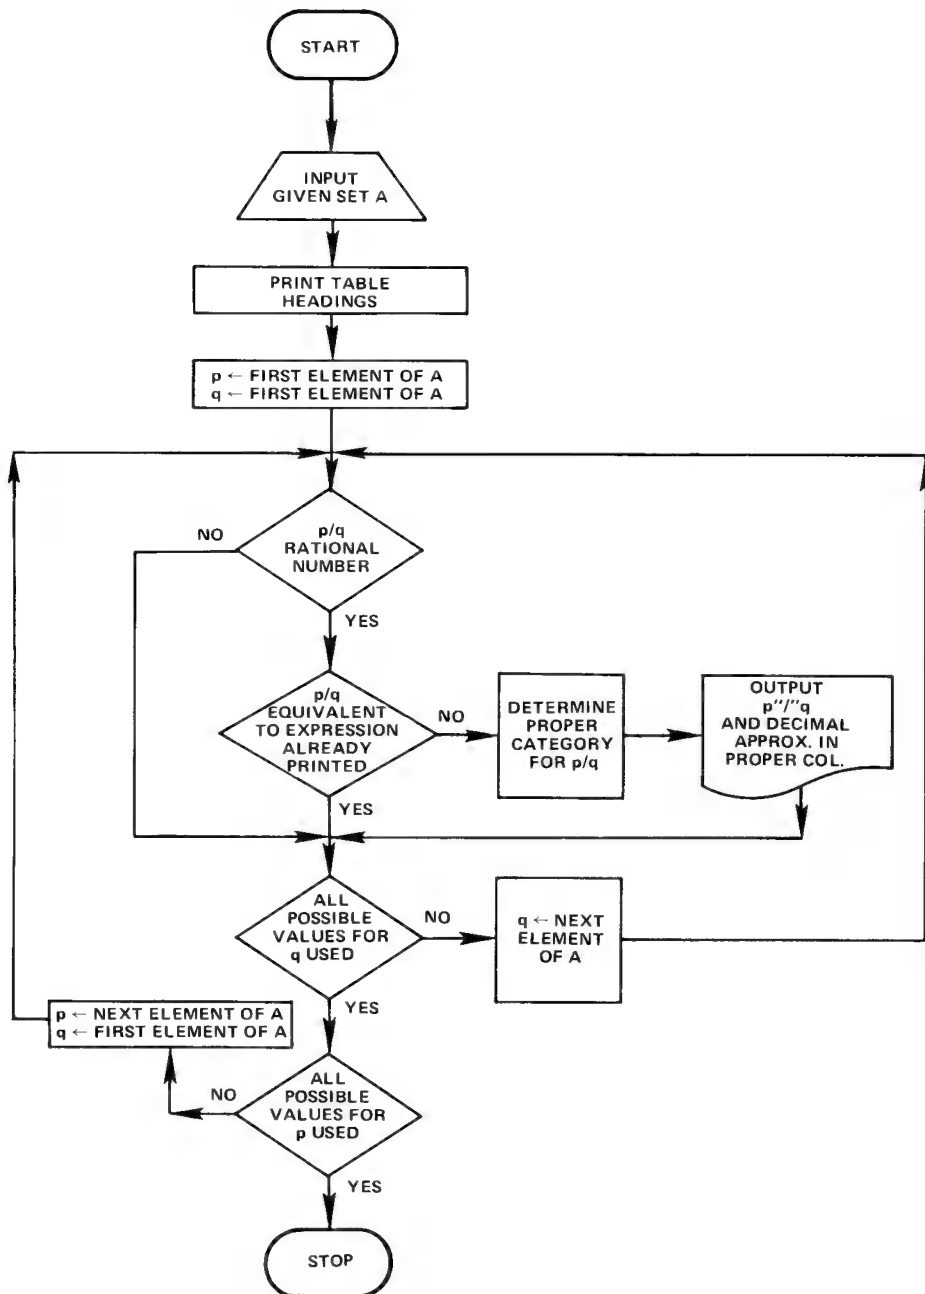 START
INPUT
GIVEN SET A
PRINT TABLE
HEADINGS
p ← FIRST ELEMENT OF A
q ← FIRST ELEMENT OF A
p/q
RATIONAL
NUMBER
NO
YES
p/q
EQUIVALENT
TO EXPRESSION
ALREADY
PRINTED
NO
DETERMINE
PROPER
CATEGORY
FOR p/q
OUTPUT
p"/"q
AND DECIMAL
APPROX. IN
PROPER COL.
YES
ALL
POSSIBLE
VALUES FOR
q USED
NO
q ← NEXT
ELEMENT
OF A
YES
p ← NEXT ELEMENT OF A
q ← FIRST ELEMENT OF A
NO
ALL
POSSIBLE
VALUES FOR
p USED
YES
STOP